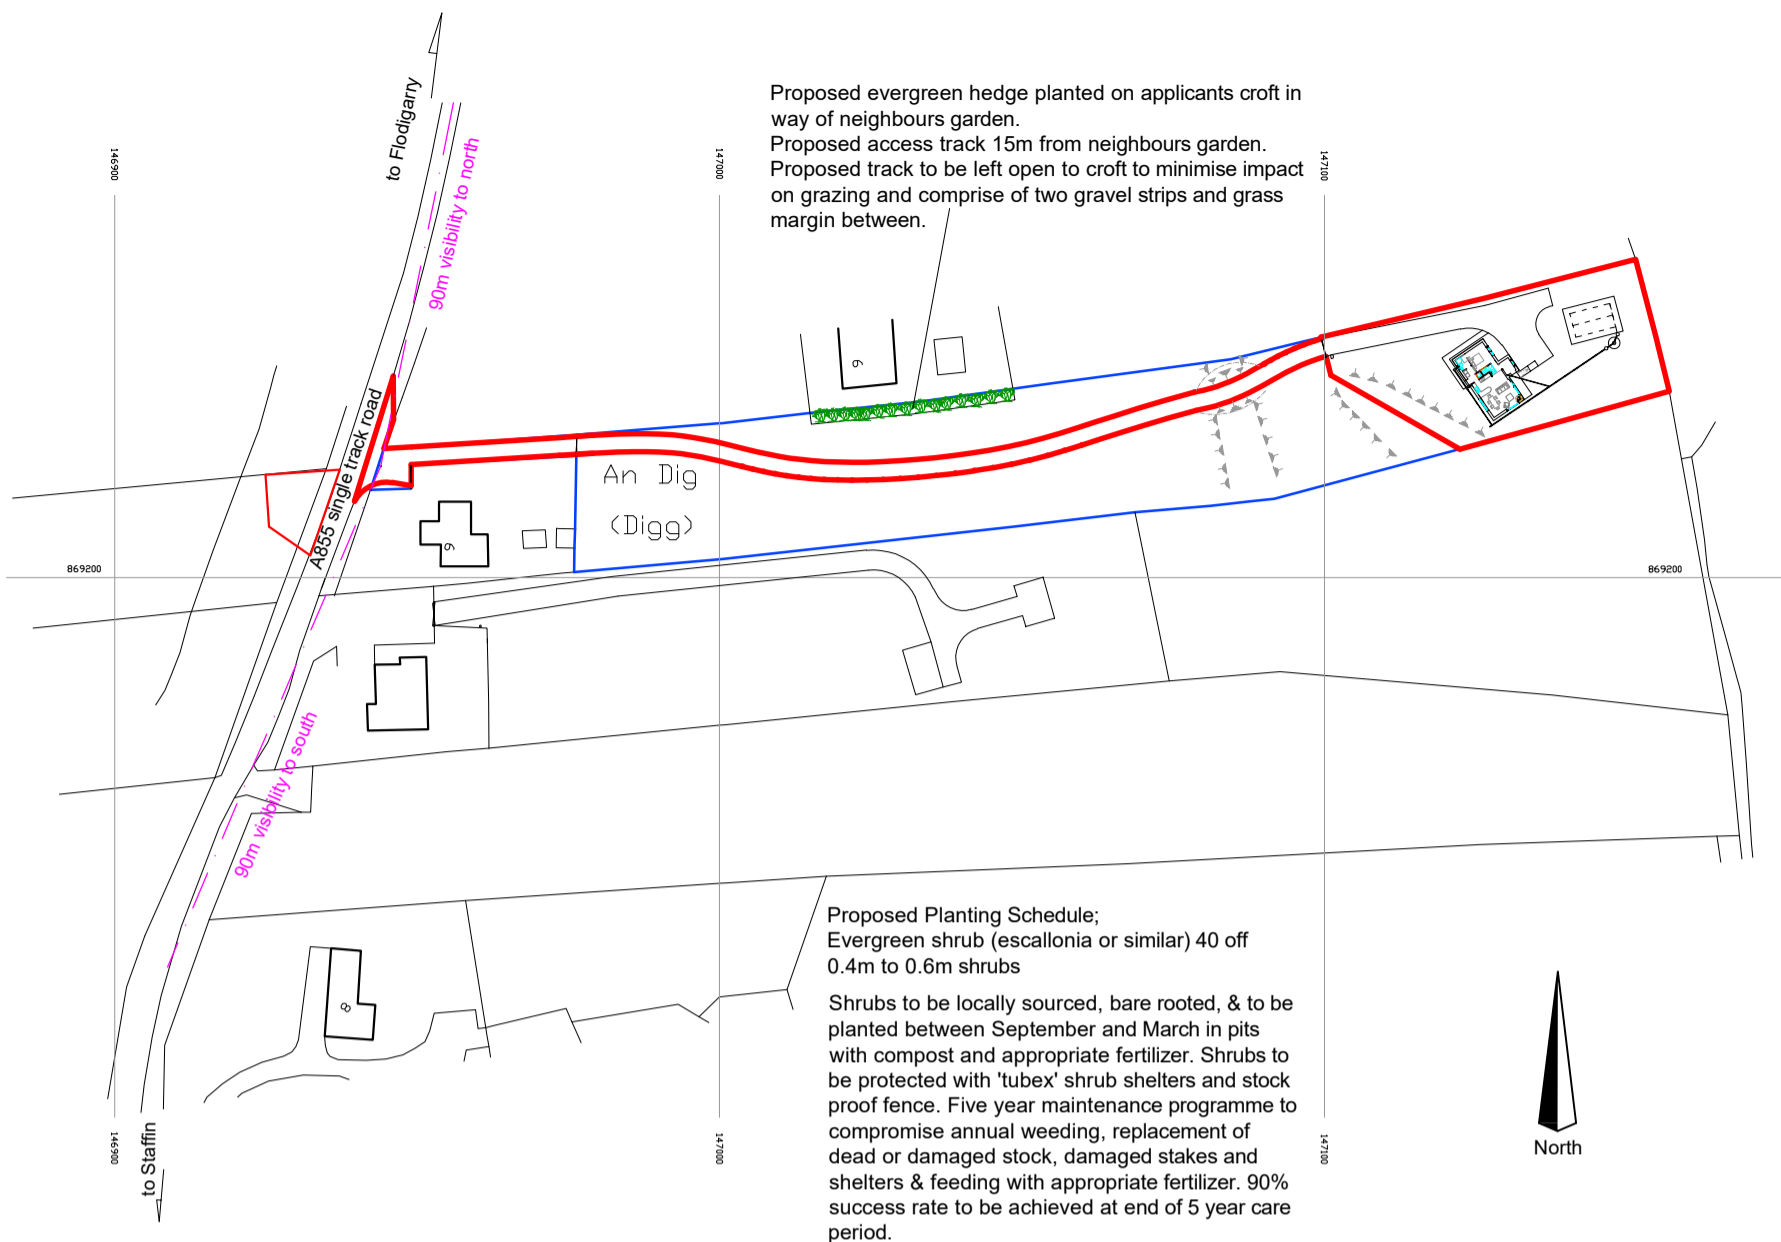 to Flodigarry
90m visibility to north
Proposed evergreen hedge planted on applicants croft in
way of neighbours garden.
Proposed access track 15m from neighbours garden.
Proposed track to be left open to croft to minimise impact
on grazing and comprise of two gravel strips and grass
margin between.
146900
147000
147100
9
A855 single track road
An Dig
(Digg)
9
869200
869200
90m visibility to south
8
Proposed Planting Schedule;
Evergreen shrub (escallonia or similar) 40 off
0.4m to 0.6m shrubs
Shrubs to be locally sourced, bare rooted, & to be
planted between September and March in pits
with compost and appropriate fertilizer. Shrubs to
be protected with 'tubex' shrub shelters and stock
proof fence. Five year maintenance programme to
compromise annual weeding, replacement of
dead or damaged stock, damaged stakes and
shelters & feeding with appropriate fertilizer. 90%
success rate to be achieved at end of 5 year care
period.
North
146900
147000
147100
to Staffin